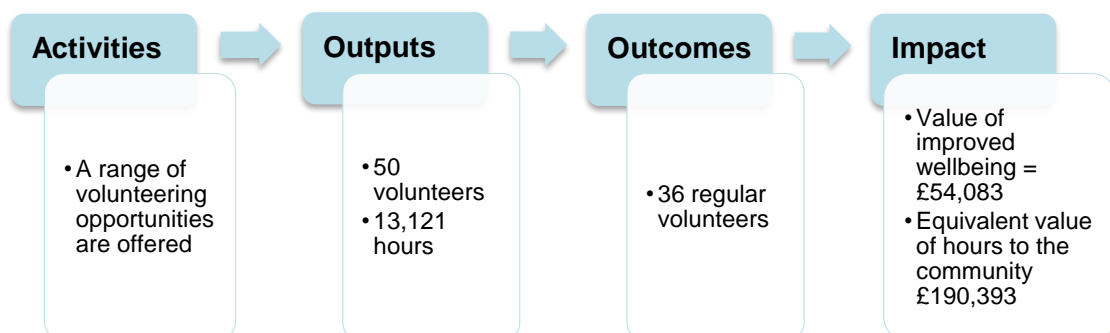 Activities
• A range of
volunteering
opportunities
are offered
Outputs
• 50
volunteers
• 13,121
hours
Outcomes
• 36 regular
volunteers
Impact
• Value of
improved
wellbeing =
£54,083
• Equivalent value
of hours to the
community
£190,393